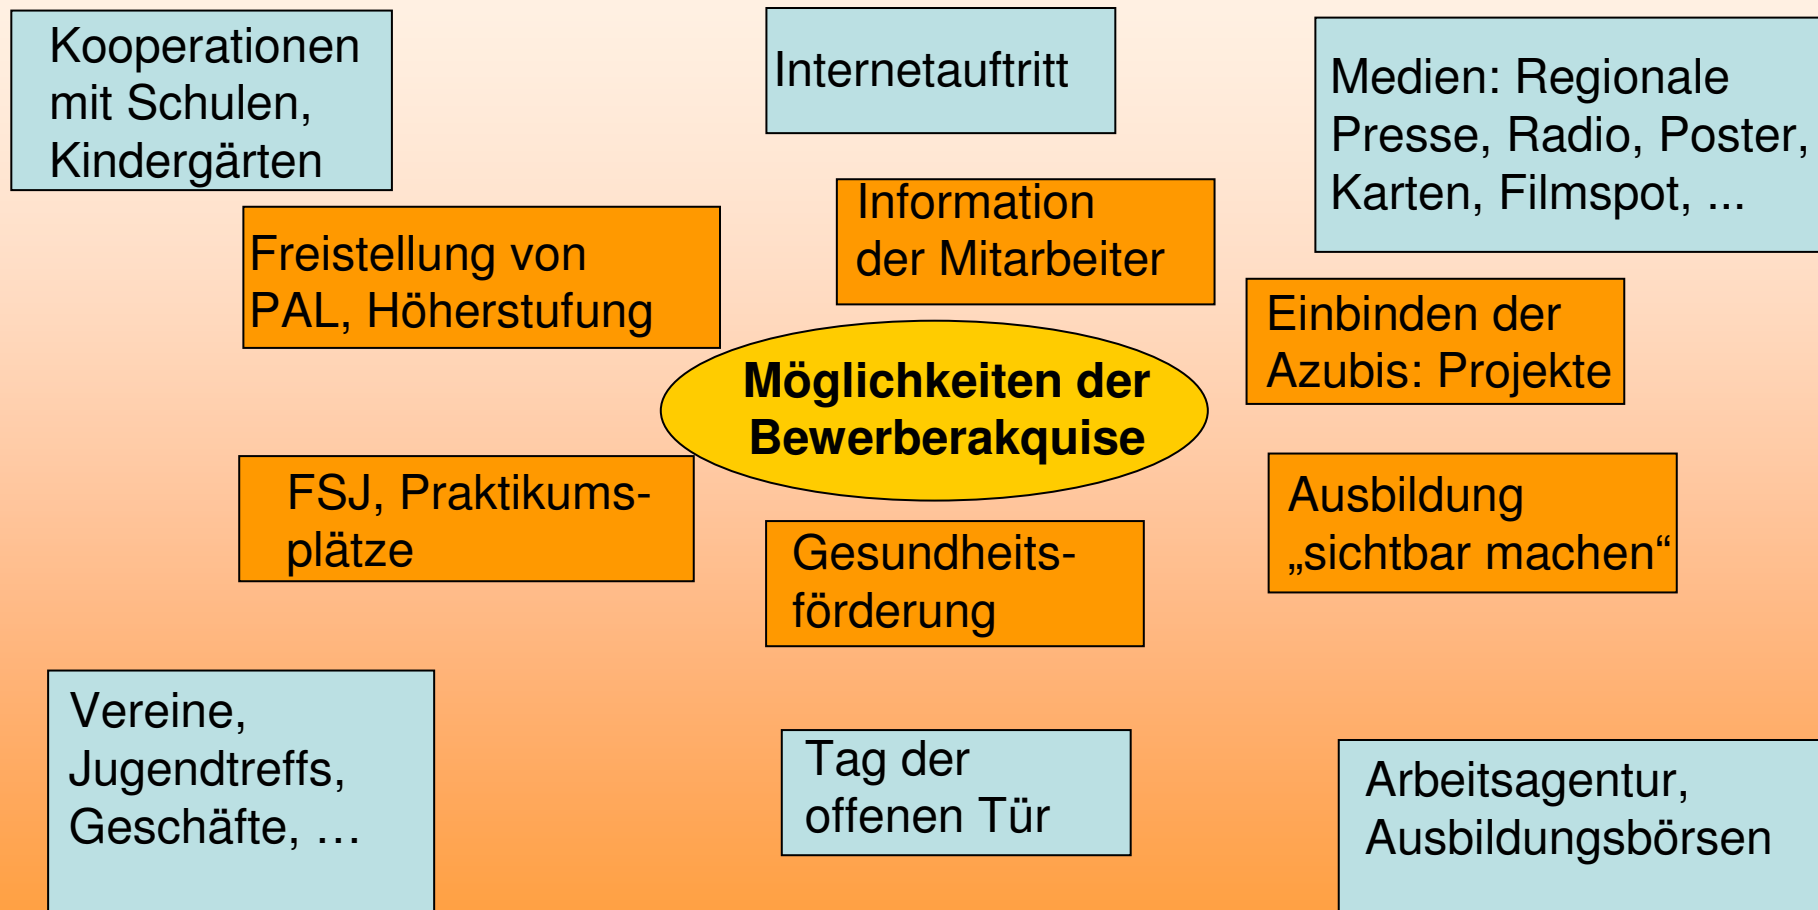 Kooperationen
mit Schulen,
Kindergärten
Internetauftritt
Medien: Regionale
Presse, Radio, Poster,
Karten, Filmspot, ...
Freistellung von
PAL, Höherstufung
Information
der Mitarbeiter
Einbinden der
Azubis: Projekte
Möglichkeiten der
Bewerberakquise
FSJ, Praktikums-
plätze
Gesundheits-
förderung
Ausbildung
„sichtbar machen“
Vereine,
Jugendtreffs,
Geschäfte, …
Tag der
offenen Tür
Arbeitsagentur,
Ausbildungsbörsen